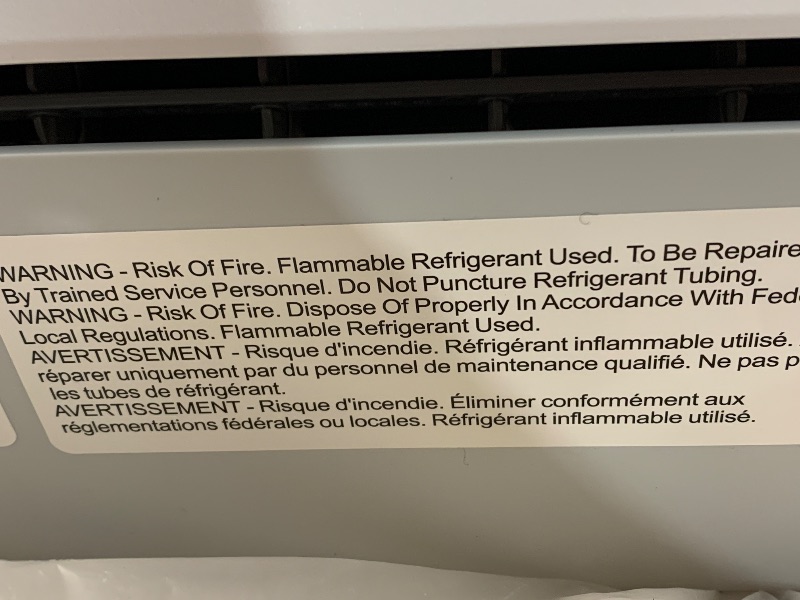 WARNING - Risk Of Fire. Flammable Refrigerant Used. To Be Repaire
By Trained Service Personnel. Do Not Puncture Refrigerant Tubing.
WARNING - Risk Of Fire. Dispose Of Properly In Accordance With Fed
Local Regulations. Flammable Refrigerant Used.
AVERTISSEMENT - Risque d'incendie. Réfrigérant inflammable utilisé.
réparer uniquement par du personnel de maintenance qualifié. Ne pas p
les tubes de réfrigérant.
AVERTISSEMENT - Risque d'incendie. Éliminer conformément aux
réglementations fédérales ou locales. Réfrigérant inflammable utilisé.